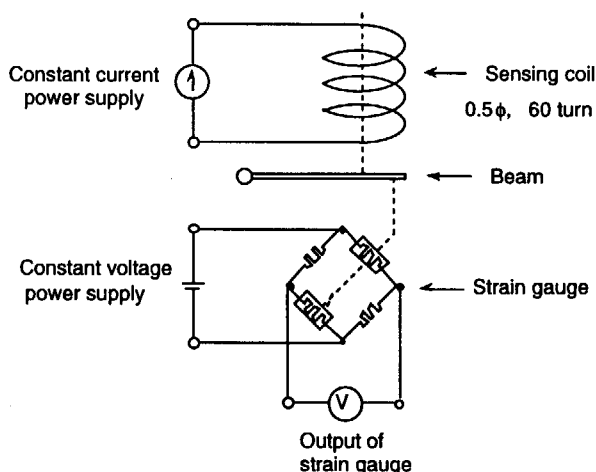 Constant current
power supply
Sensing coil
0.5ϕ, 60 turn
Beam
Constant voltage
power supply
Strain gauge
V
Output of
strain gauge